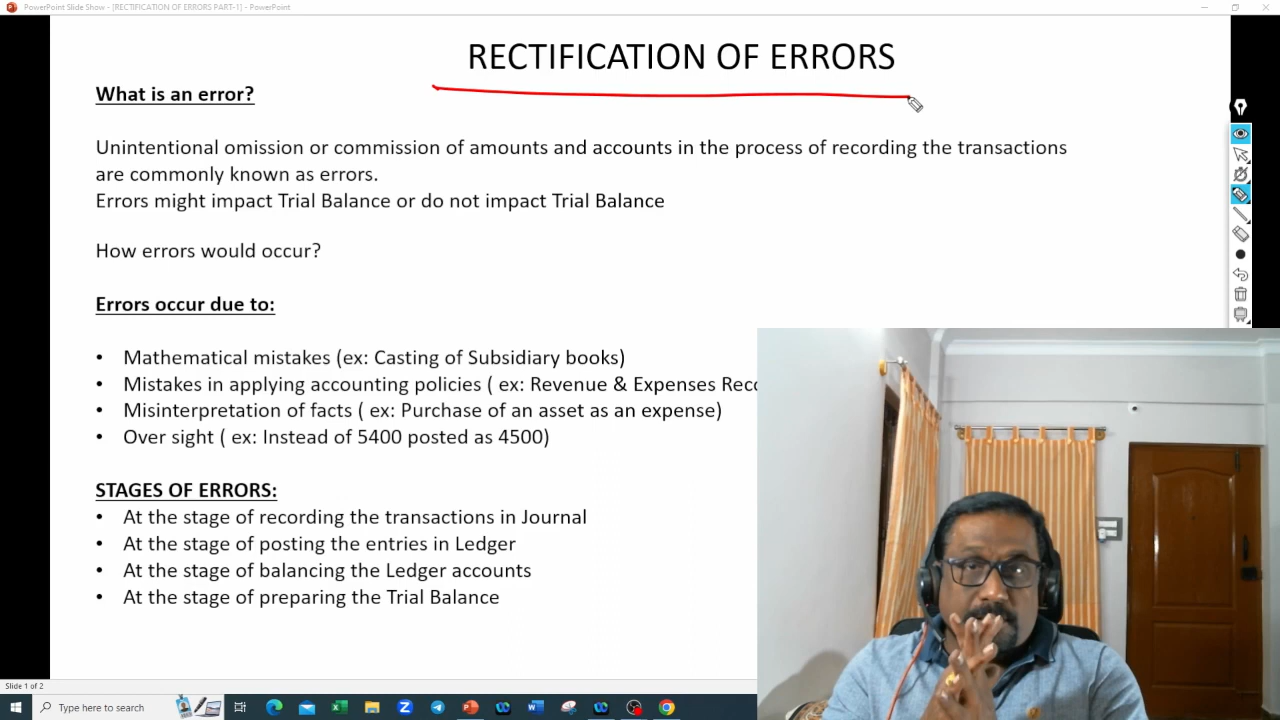 PowerPoint Slide Show - [RECTIFICATION OF ERRORS PART-1] - PowerPoint
RECTIFICATION OF ERRORS
What is an error?
Unintentional omission or commission of amounts and accounts in the process of recording the transactions
are commonly known as errors.
Errors might impact Trial Balance or do not impact Trial Balance
How errors would occur?
Errors occur due to:
• Mathematical mistakes (ex: Casting of Subsidiary books)
• Mistakes in applying accounting policies ( ex: Revenue & Expenses
• Misinterpretation of facts ( ex: Purchase of an asset as an expense)
• Over sight ( ex: Instead of 5400 posted as 4500)
STAGES OF ERRORS:
• At the stage of recording the transactions in Journal
• At the stage of posting the entries in Ledger
• At the stage of balancing the Ledger accounts
• At the stage of preparing the Trial Balance
Slide 1 of 2
Type here to search